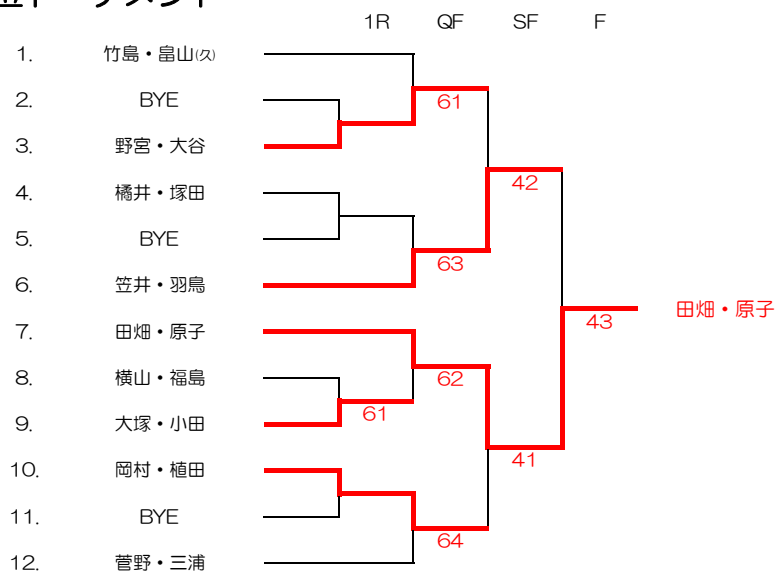 1R QF SF F
1. 竹島・畠山(久)
61
2. BYE
3. 野宮・大谷
42
4. 橘井・塚田
5. BYE
63
6. 笠井・羽鳥
43 田畑・原子
7. 田畑・原子
8. 横山・福島
62
61
9. 大塚・小田
41
10. 岡村・植田
11. BYE
64
12. 菅野・三浦